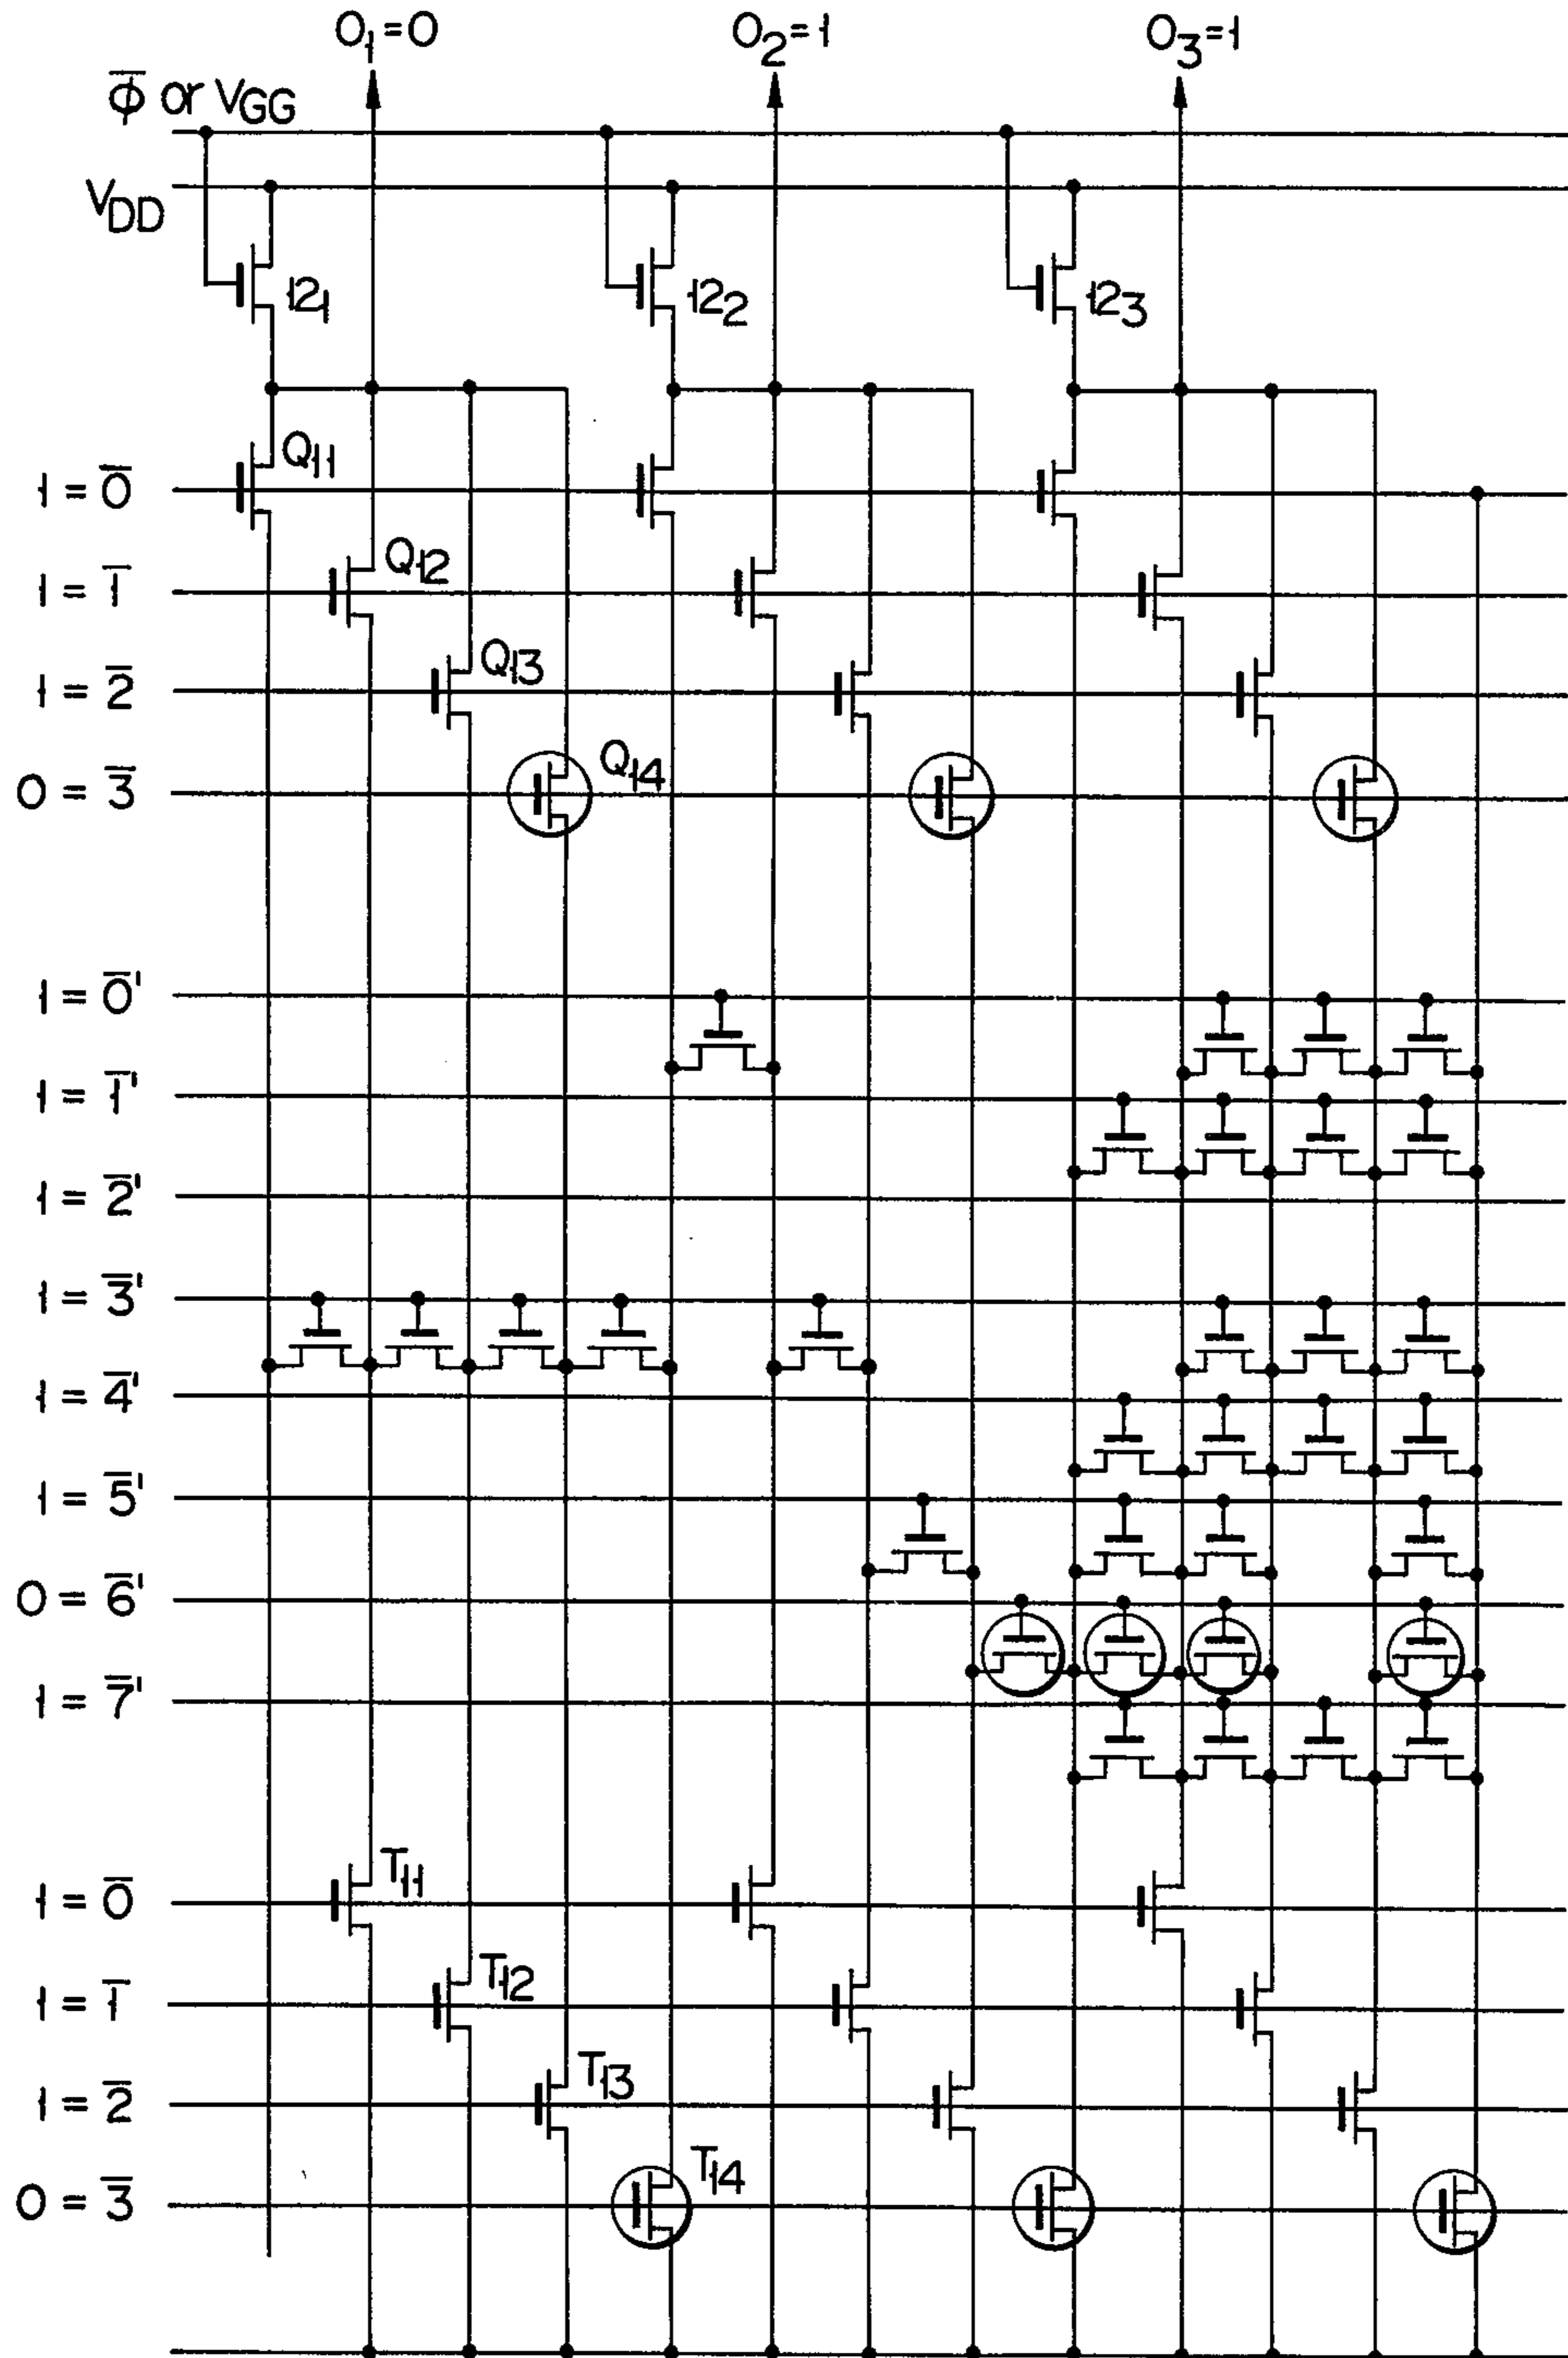 O₁=0 O₂=1 O₃=1
ϕ̅ or V_GG
V_DD
12₁ 12₂ 12₃
Q₁₁
1 = 0̅
Q₁₂
1 = 1̅
Q₁₃
1 = 2̅
Q₁₄
0 = 3̅
1 = 0̅'
1 = 1̅'
1 = 2̅'
1 = 3̅'
1 = 4̅'
1 = 5̅'
0 = 6̅'
1 = 7̅'
T₁₁
1 = 0̅
T₁₂
1 = 1̅
T₁₃
1 = 2̅
T₁₄
0 = 3̅